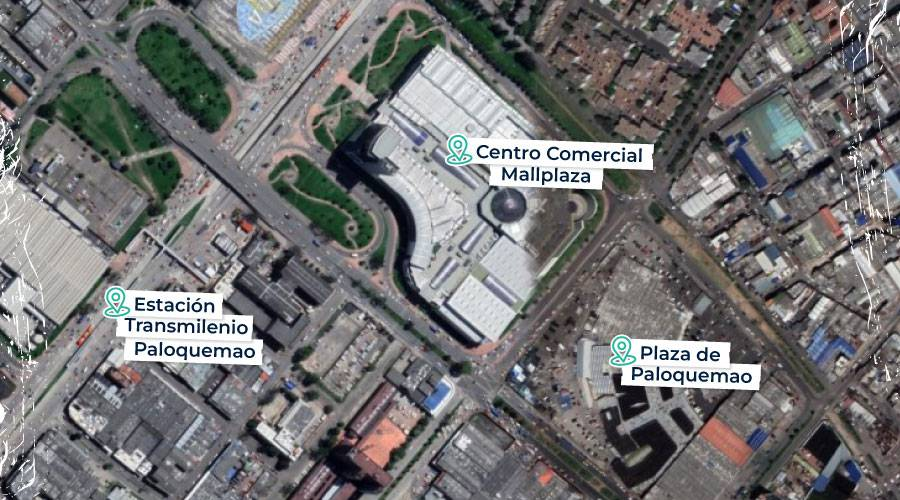 Centro Comercial
Mallplaza
Estación
Transmilenio
Paloquemao
Plaza de
Paloquemao